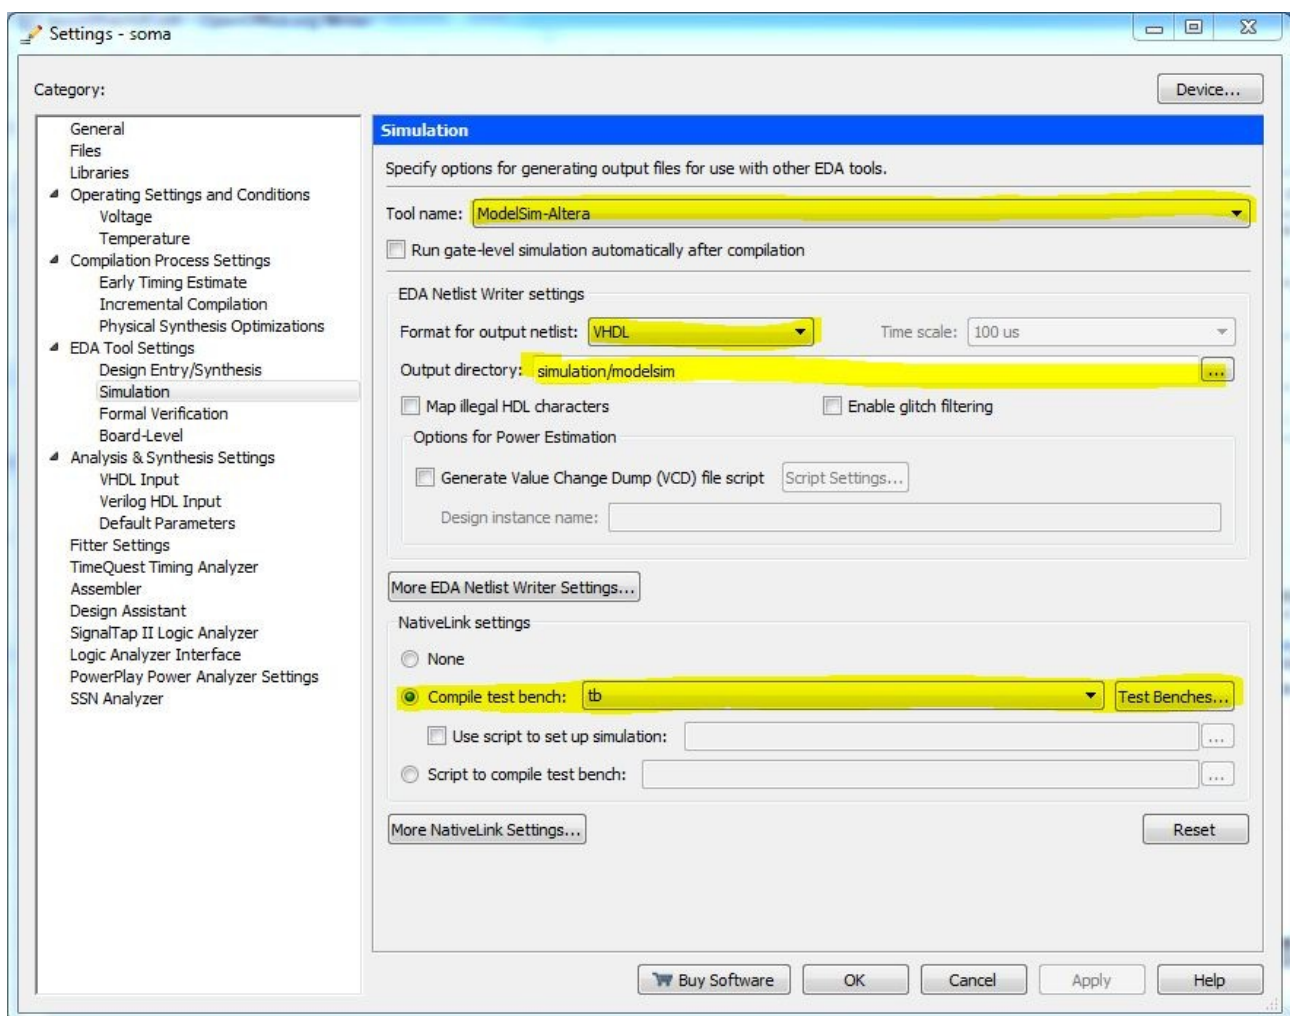 Settings - soma
Category:
Device...
General
Files
Libraries
Operating Settings and Conditions
Voltage
Temperature
Compilation Process Settings
Early Timing Estimate
Incremental Compilation
Physical Synthesis Optimizations
EDA Tool Settings
Design Entry/Synthesis
Simulation
Formal Verification
Board-Level
Analysis & Synthesis Settings
VHDL Input
Verilog HDL Input
Default Parameters
Fitter Settings
TimeQuest Timing Analyzer
Assembler
Design Assistant
SignalTap II Logic Analyzer
Logic Analyzer Interface
PowerPlay Power Analyzer Settings
SSN Analyzer
Simulation
Specify options for generating output files for use with other EDA tools.
Tool name: ModelSim-Altera
Run gate-level simulation automatically after compilation
EDA Netlist Writer settings
Format for output netlist: VHDL Time scale: 100 us
Output directory: simulation/modelsim ...
Map illegal HDL characters Enable glitch filtering
Options for Power Estimation
Generate Value Change Dump (VCD) file script Script Settings...
Design instance name:
More EDA Netlist Writer Settings...
NativeLink settings
None
Compile test bench: tb Test Benches...
Use script to set up simulation: ...
Script to compile test bench: ...
More NativeLink Settings... Reset
Buy Software OK Cancel Apply Help